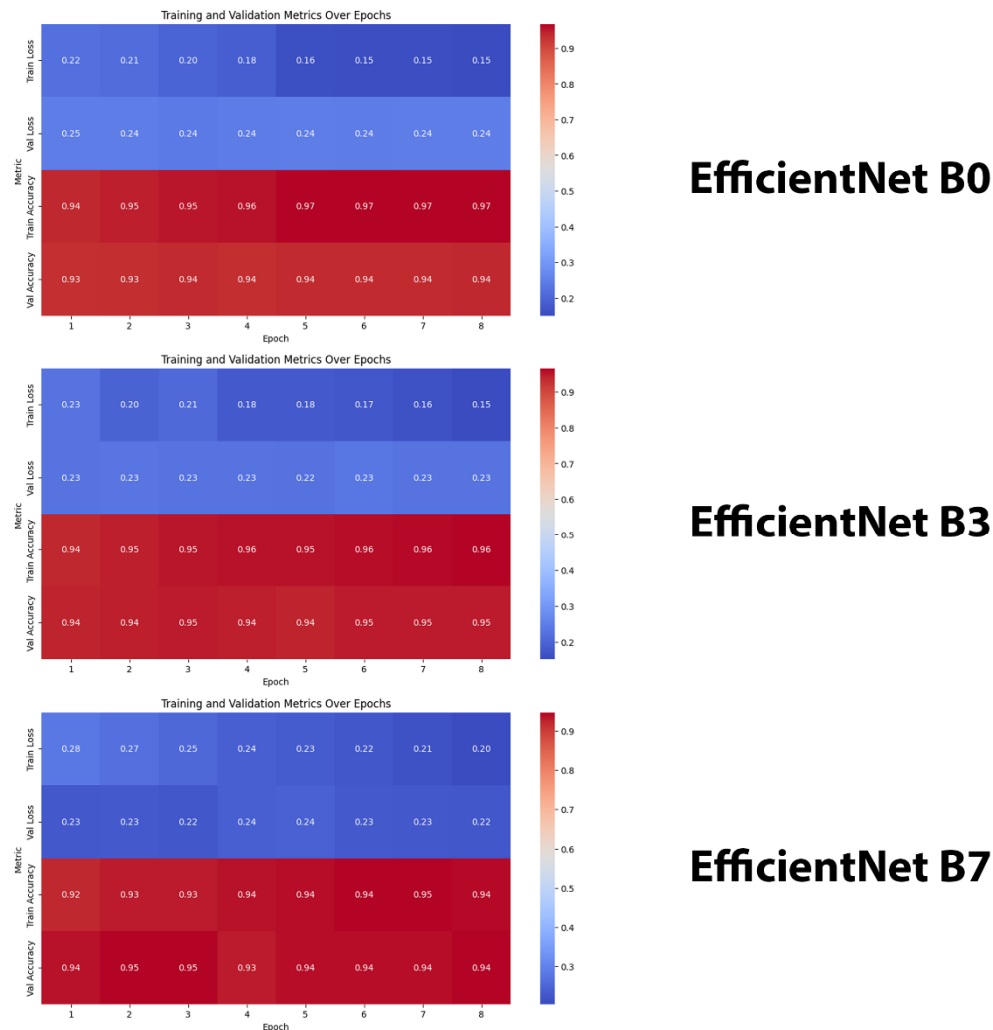 Training and Validation Metrics Over Epochs
Train Loss 0.22 0.21 0.20 0.18 0.16 0.15 0.15 0.15
Val Loss 0.25 0.24 0.24 0.24 0.24 0.24 0.24 0.24
Metric
Train Accuracy 0.94 0.95 0.95 0.96 0.97 0.97 0.97 0.97
Val Accuracy 0.93 0.93 0.94 0.94 0.94 0.94 0.94 0.94
1 2 3 4 5 6 7 8
Epoch
0.9
0.8
0.7
0.6
0.5
0.4
0.3
0.2
EfficientNet B0
Training and Validation Metrics Over Epochs
Train Loss 0.23 0.20 0.21 0.18 0.18 0.17 0.16 0.15
Val Loss 0.23 0.23 0.23 0.23 0.22 0.23 0.23 0.23
Metric
Train Accuracy 0.94 0.95 0.95 0.96 0.95 0.96 0.96 0.96
Val Accuracy 0.94 0.94 0.95 0.94 0.94 0.95 0.95 0.95
1 2 3 4 5 6 7 8
Epoch
0.9
0.8
0.7
0.6
0.5
0.4
0.3
0.2
EfficientNet B3
Training and Validation Metrics Over Epochs
Train Loss 0.28 0.27 0.25 0.24 0.23 0.22 0.21 0.20
Val Loss 0.23 0.23 0.22 0.24 0.24 0.23 0.23 0.22
Metric
Train Accuracy 0.92 0.93 0.93 0.94 0.94 0.94 0.95 0.94
Val Accuracy 0.94 0.95 0.95 0.93 0.94 0.94 0.94 0.94
1 2 3 4 5 6 7 8
Epoch
0.9
0.8
0.7
0.6
0.5
0.4
0.3
EfficientNet B7